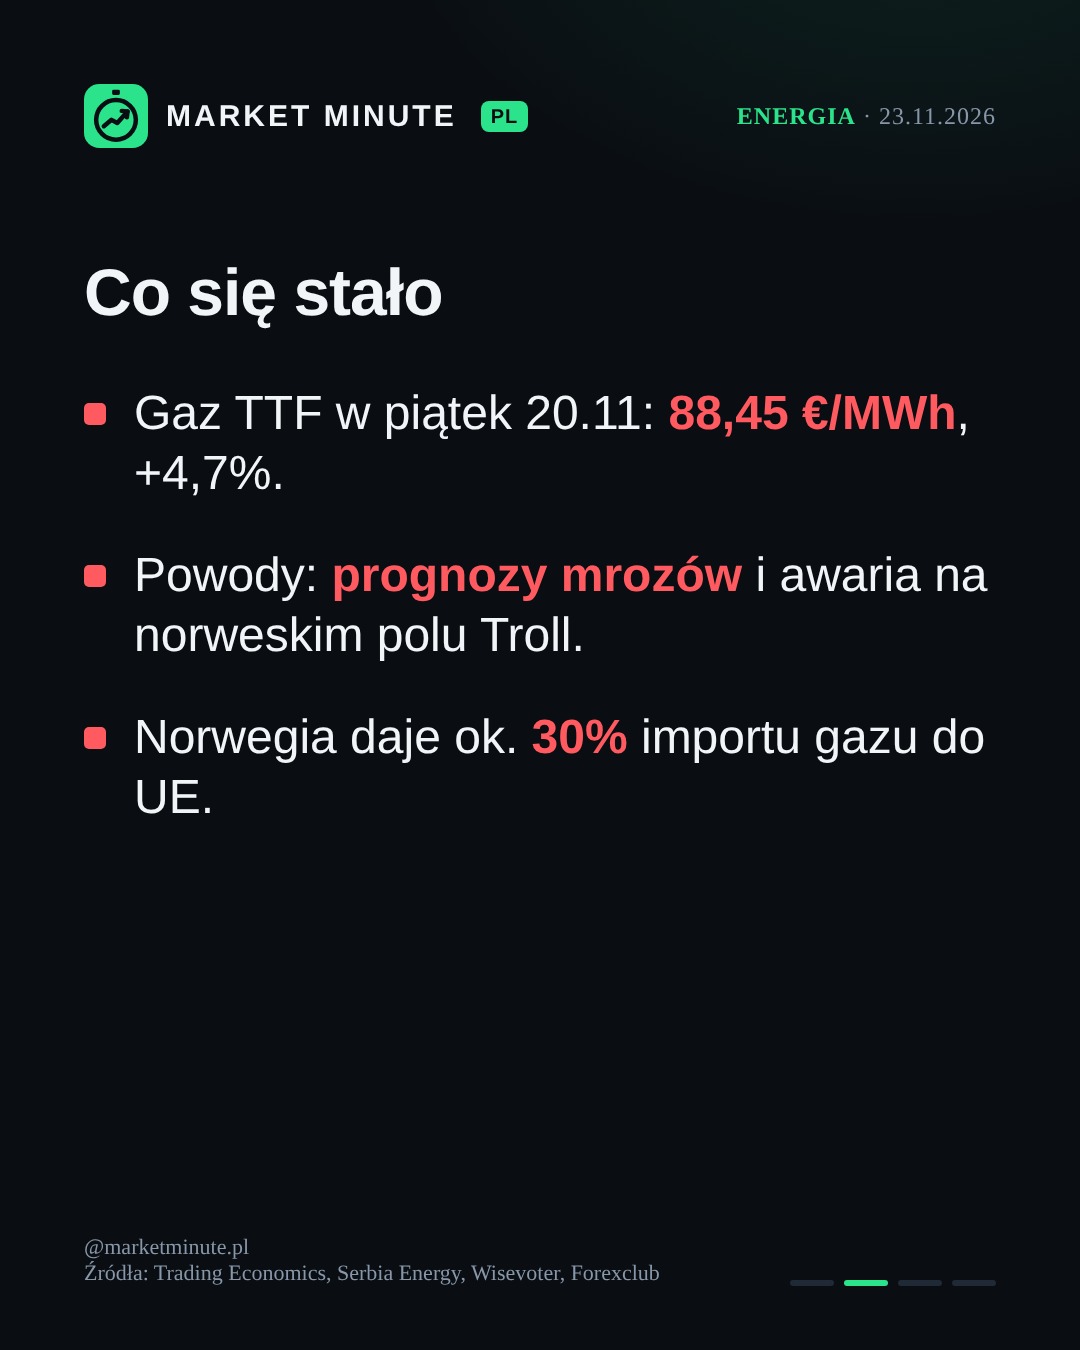 MARKET MINUTE PL
ENERGIA · 23.11.2026
Co się stało
Gaz TTF w piątek 20.11: 88,45 €/MWh,
+4,7%.
Powody: prognozy mrozów i awaria na
norweskim polu Troll.
Norwegia daje ok. 30% importu gazu do
UE.
@marketminute.pl
Źródła: Trading Economics, Serbia Energy, Wisevoter, Forexclub